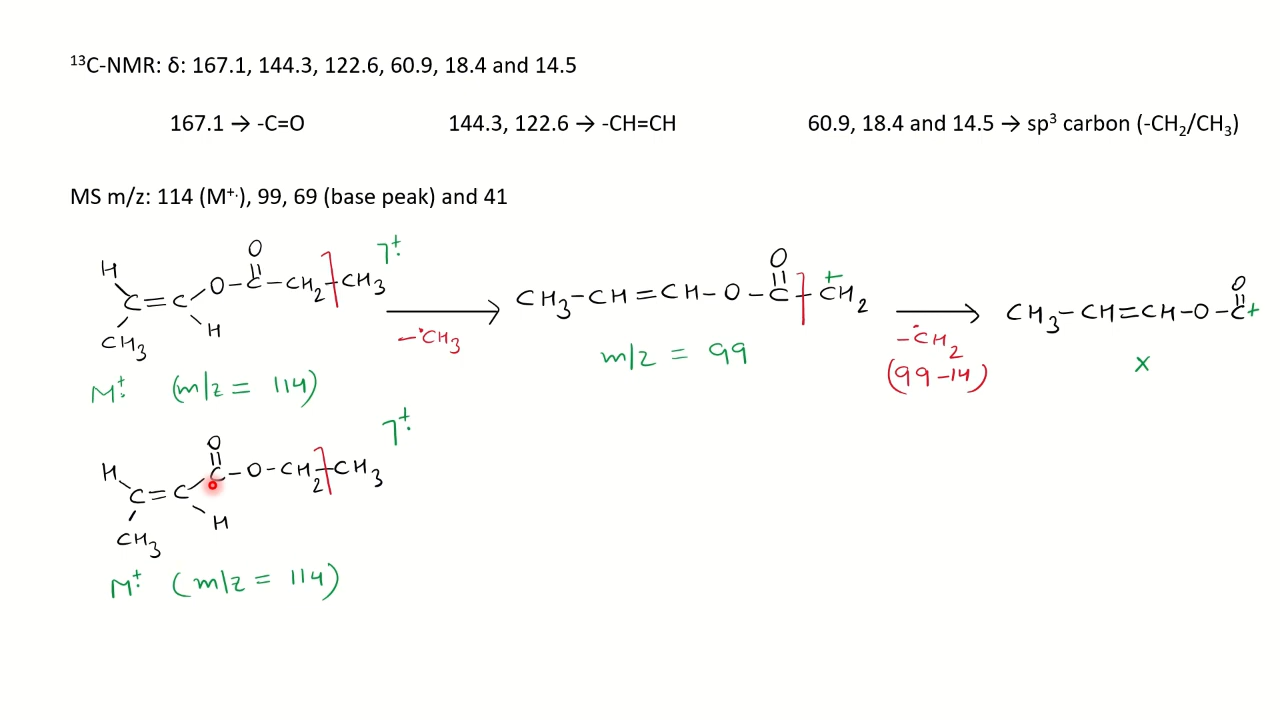 ¹³C-NMR: δ: 167.1, 144.3, 122.6, 60.9, 18.4 and 14.5
167.1 → -C=O 144.3, 122.6 → -CH=CH 60.9, 18.4 and 14.5 → sp³ carbon (-CH₂/CH₃)
MS m/z: 114 (M⁺·), 99, 69 (base peak) and 41
O ˥⁺·
H O-C-CH₂-CH₃
C=C
CH₃ H
-·CH₃
M⁺· (m/z = 114)
O
CH₃-CH=CH-O-C-⁺CH₂
m/z = 99
-·CH₂
(99-14)
O
CH₃-CH=CH-O-C+
x
O ˥⁺·
H C-O-CH₂-CH₃
C=C
CH₃ H
M⁺· (m/z = 114)